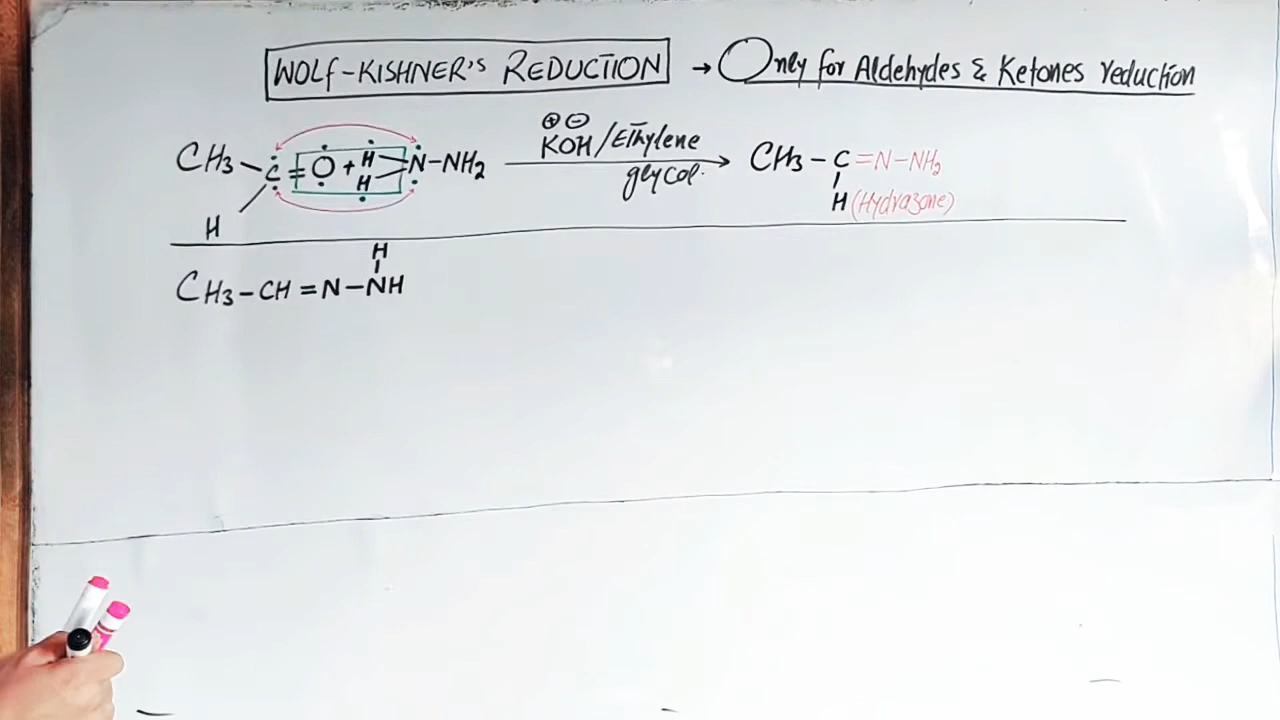 WOLf-KISHNER'S REDUCTION → Only for Aldehydes & Ketones reduction
⊕ ⊖
CH₃-C=O + H H N-NH₂ KOH/Ethylene glycol. → CH₃-C=N-NH₂
H
H (Hydrazone)
H
CH₃-CH=N-NH